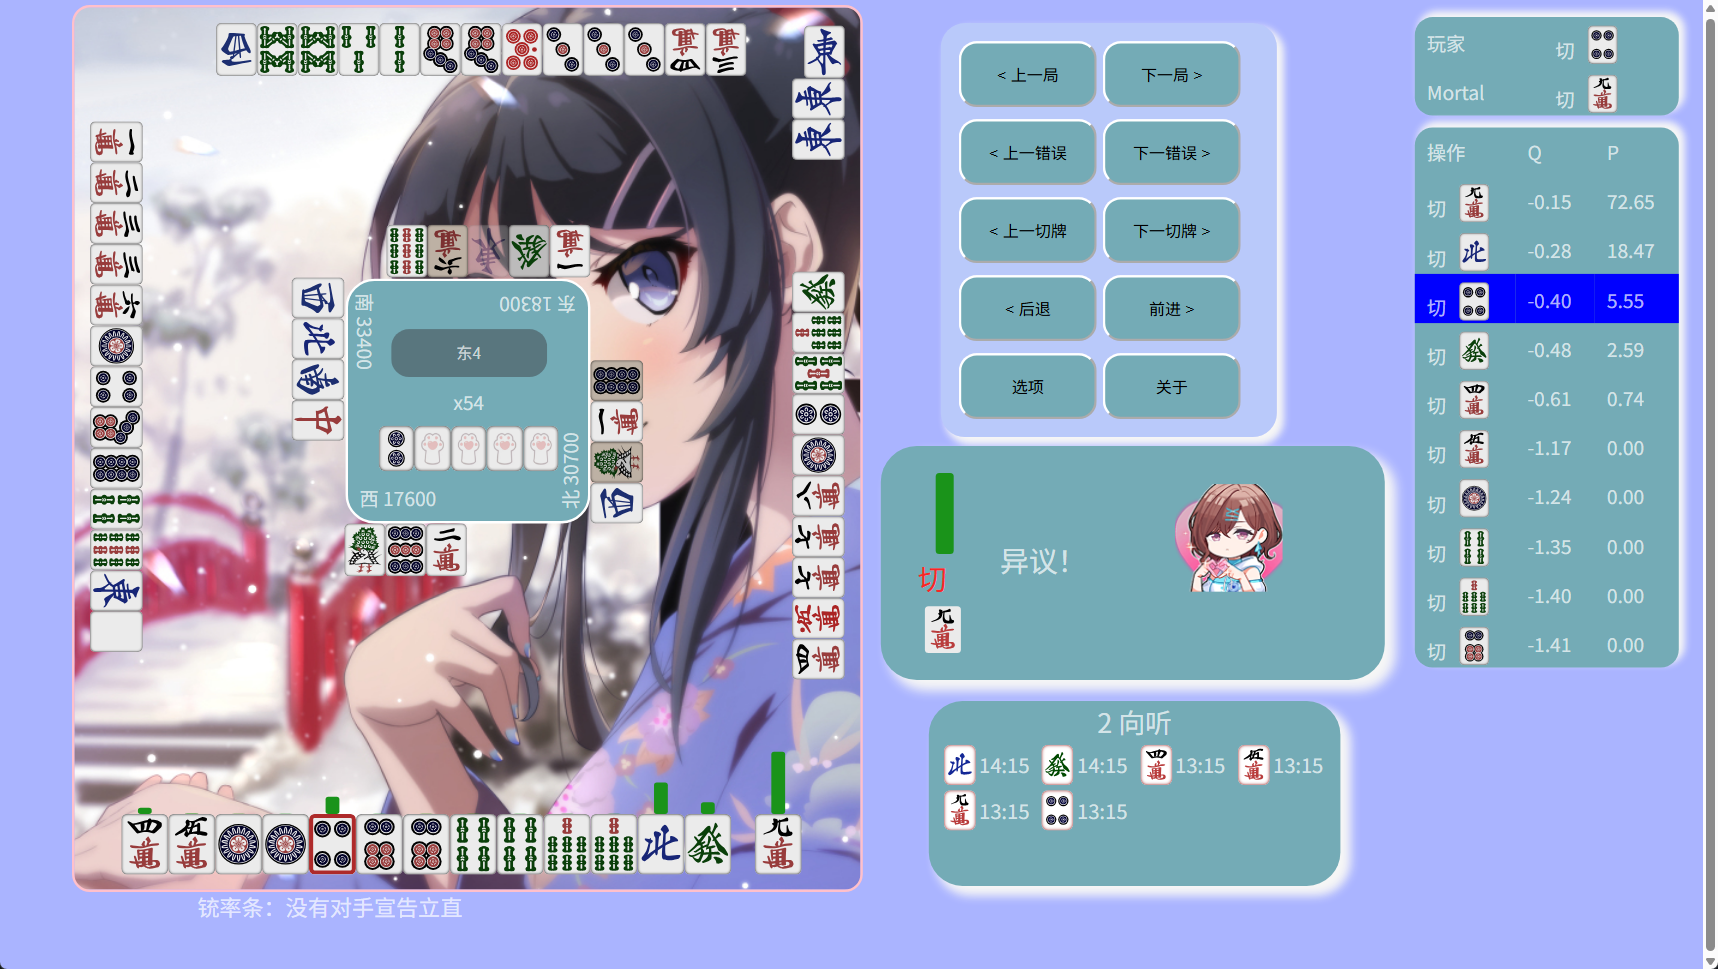 南 33400
东 18300
东4
x54
西 17600
北 30700
铳率条：没有对手宣告立直
< 上一局
下一局 >
< 上一错误
下一错误 >
< 上一切牌
下一切牌 >
< 后退
前进 >
选项
关于
切
异议！
2 向听
14:15 14:15 13:15 13:15
13:15 13:15
玩家 切
Mortal 切
操作 Q P
切 -0.15 72.65
切 -0.28 18.47
切 -0.40 5.55
切 -0.48 2.59
切 -0.61 0.74
切 -1.17 0.00
切 -1.24 0.00
切 -1.35 0.00
切 -1.40 0.00
切 -1.41 0.00